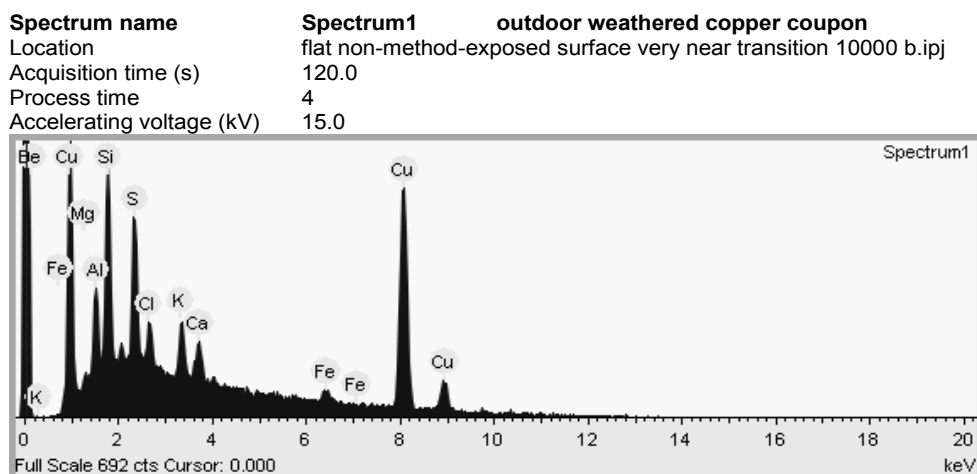 Spectrum name Spectrum1 outdoor weathered copper coupon
Location flat non-method-exposed surface very near transition 10000 b.ipj
Acquisition time (s) 120.0
Process time 4
Accelerating voltage (kV) 15.0
Spectrum1
Be Cu Si Cu
Mg S
Fe Al Cl K Ca
Fe Fe Cu
K
0 2 4 6 8 10 12 14 16 18 20
Full Scale 692 cts Cursor: 0.000 keV